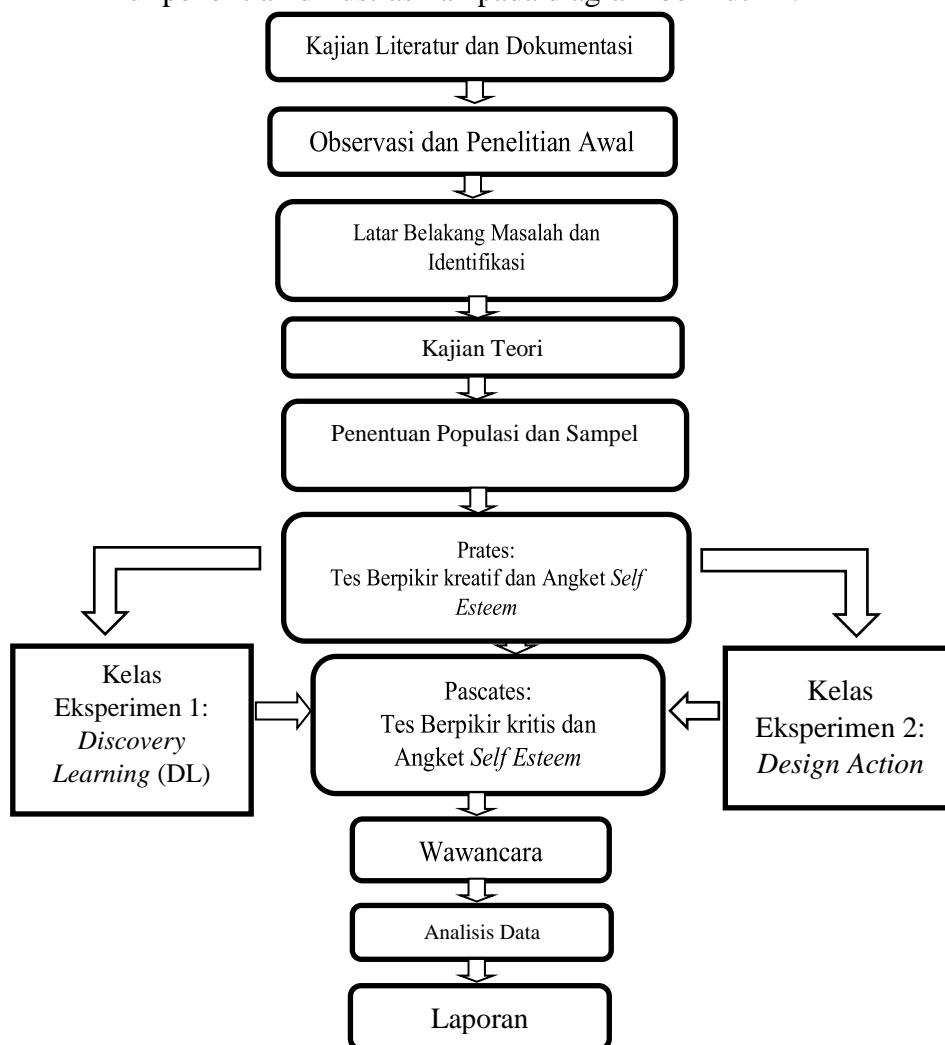 Kajian Literatur dan Dokumentasi
Observasi dan Penelitian Awal
Latar Belakang Masalah dan
Identifikasi
Kajian Teori
Penentuan Populasi dan Sampel
Prates:
Tes Berpikir kreatif dan Angket Self
Esteem
Kelas
Eksperimen 1:
Discovery
Learning (DL)
Pascates:
Tes Berpikir kritis dan
Angket Self Esteem
Kelas
Eksperimen 2:
Design Action
Wawancara
Analisis Data
Laporan